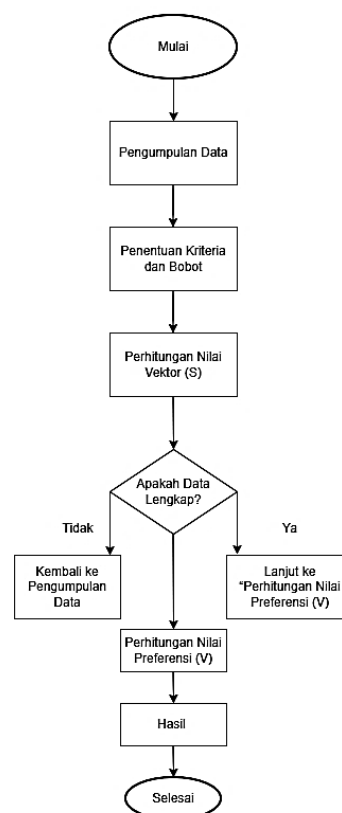 Mulai
Pengumpulan Data
Penentuan Kriteria
dan Bobot
Perhitungan Nilai
Vektor (S)
Apakah Data
Lengkap?
Tidak
Ya
Kembali ke
Pengumpulan
Data
Lanjut ke
"Perhitungan Nilai
Preferensi (V)
Perhitungan Nilai
Preferensi (V)
Hasil
Selesai